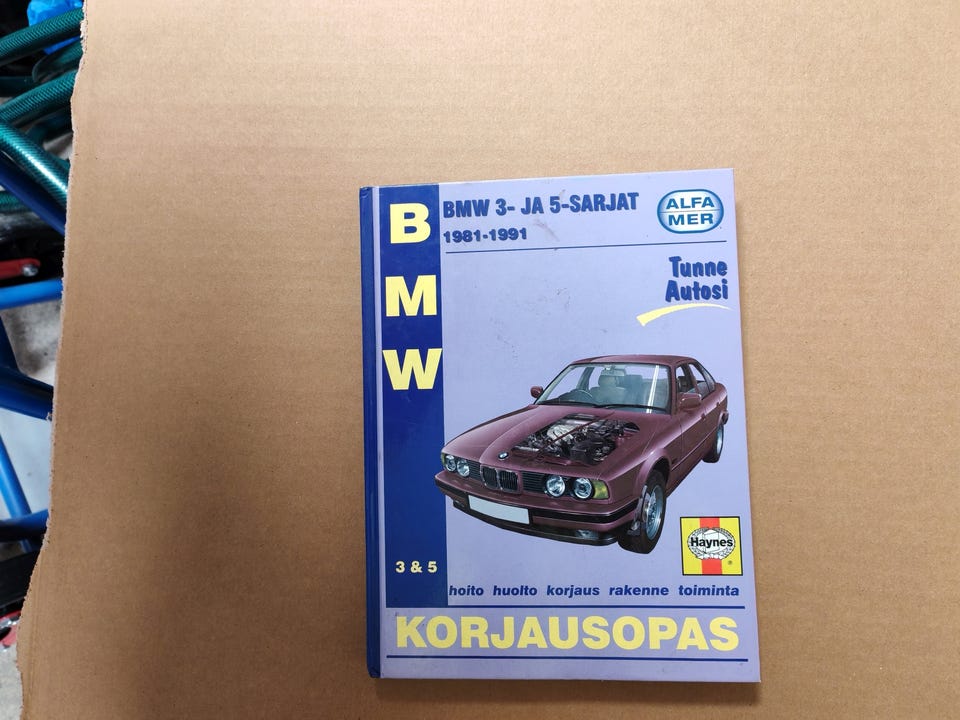 B
M
W
BMW 3- JA 5-SARJAT
1981-1991
ALFA
MER
Tunne
Autosi
Haynes
®
3 & 5
hoito huolto korjaus rakenne toiminta
KORJAUSOPAS